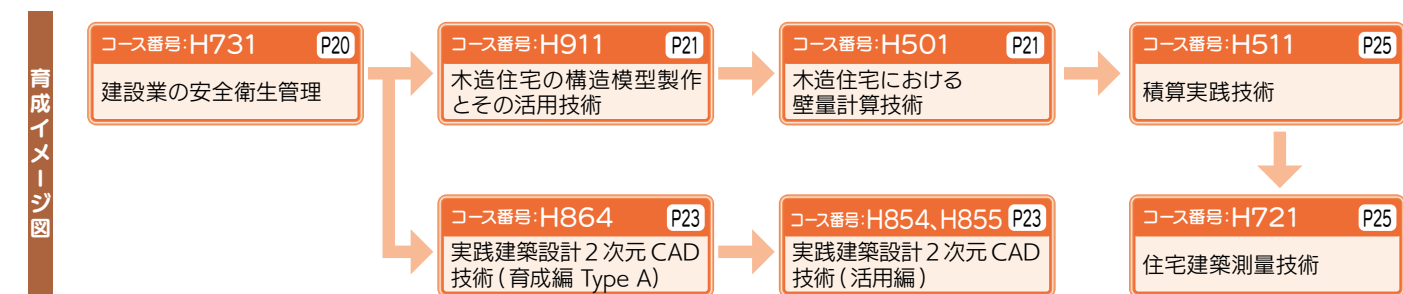 育成イメージ図
コース番号:H731 P20
建設業の安全衛生管理
コース番号:H911 P21
木造住宅の構造模型製作
とその活用技術
コース番号:H501 P21
木造住宅における
壁量計算技術
コース番号:H511 P25
積算実践技術
コース番号:H864 P23
実践建築設計2次元CAD
技術(育成編 Type A)
コース番号:H854、H855 P23
実践建築設計2次元CAD
技術(活用編)
コース番号:H721 P25
住宅建築測量技術